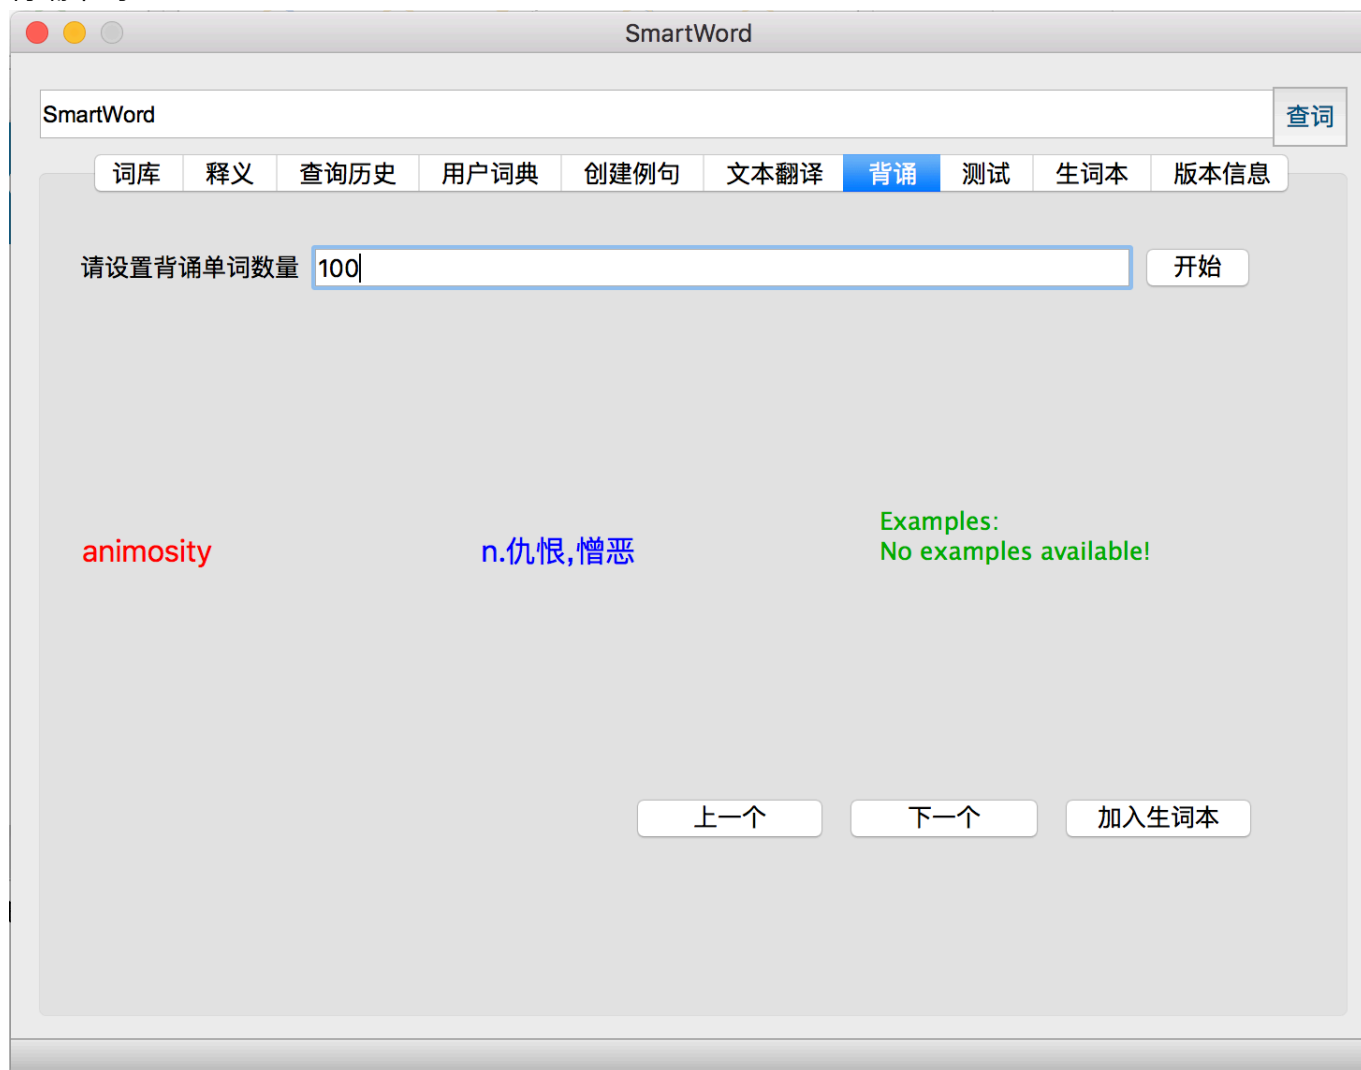 SmartWord
SmartWord 查词
词库 释义 查询历史 用户词典 创建例句 文本翻译 背诵 测试 生词本 版本信息
请设置背诵单词数量 100 开始
Examples:
animosity n.仇恨,憎恶 No examples available!
上一个 下一个 加入生词本